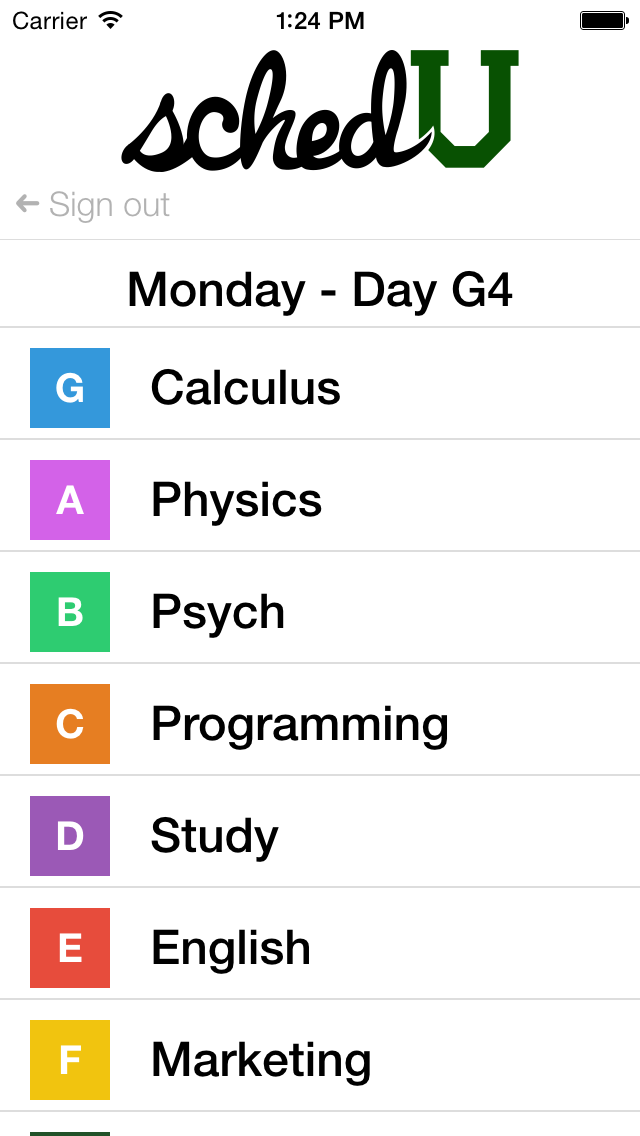 Carrier 1:24 PM
schedU
← Sign out
Monday - Day G4
G Calculus
A Physics
B Psych
C Programming
D Study
E English
F Marketing